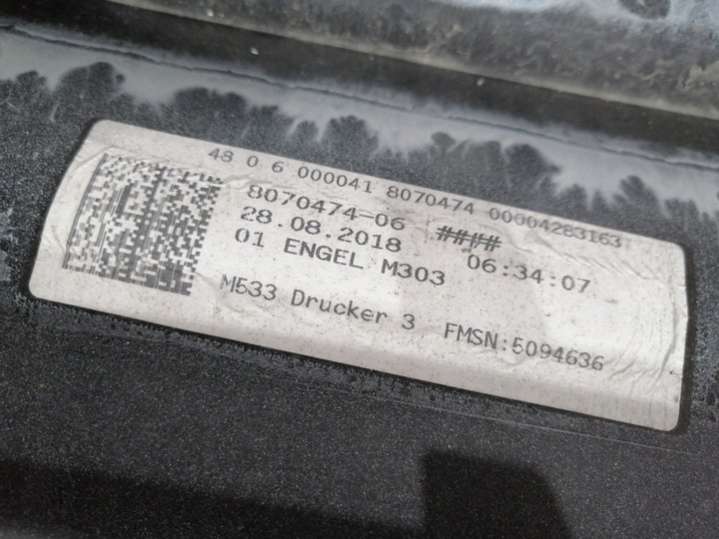 48 0 6 000041 8070474 00004283163
8070474-06 ####
28.08.2018 06:34:07
01 ENGEL M303
M533 Drucker 3 FMSN:5094636